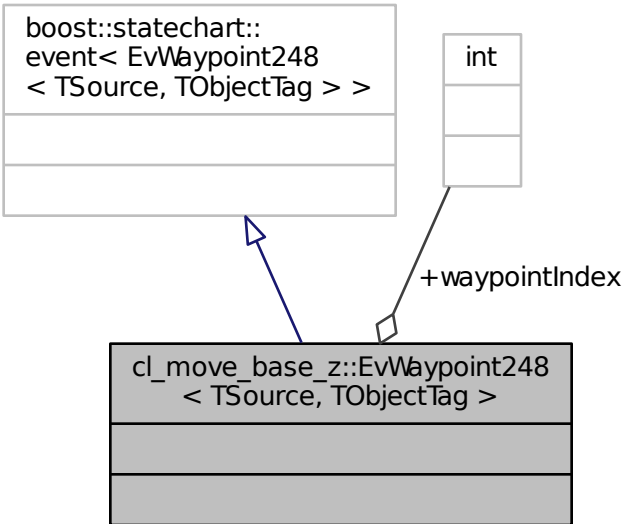 boost::statechart::
event< EvWaypoint248
< TSource, TObjectTag > >
int
+waypointIndex
cl_move_base_z::EvWaypoint248
< TSource, TObjectTag >